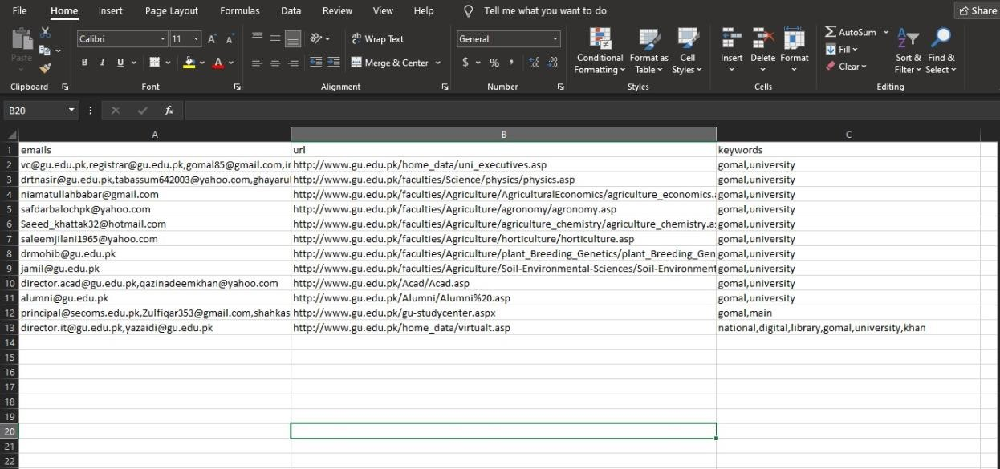 File Home Insert Page Layout Formulas Data Review View Help Tell me what you want to do Share
Paste Calibri 11 A A Wrap Text General Conditional Formatting Format as Table Cell Styles Insert Delete Format AutoSum Fill Clear Sort & Filter Find & Select
B I U A Merge & Center $ % ,
Clipboard Font Alignment Number Styles Cells Editing
B20 fx
A B C
1 emails url keywords
2 vc@gu.edu.pk,registrar@gu.edu.pk,gomal85@gmail.com,ir http://www.gu.edu.pk/home_data/uni_executives.asp gomal,university
3 drtnasir@gu.edu.pk,tabassum642003@yahoo.com,ghayarul http://www.gu.edu.pk/faculties/Science/physics/physics.asp gomal,university
4 niamatullahbabar@gmail.com http://www.gu.edu.pk/faculties/Agriculture/AgriculturalEconomics/agriculture_economics. gomal,university
5 safdarbalochpk@yahoo.com http://www.gu.edu.pk/faculties/Agriculture/agronomy/agronomy.asp gomal,university
6 Saeed_khattak32@hotmail.com http://www.gu.edu.pk/faculties/Agriculture/agriculture_chemistry/agriculture_chemistry.a gomal,university
7 saleemjilani1965@yahoo.com http://www.gu.edu.pk/faculties/Agriculture/horticulture/horticulture.asp gomal,university
8 drmohib@gu.edu.pk http://www.gu.edu.pk/faculties/Agriculture/plant_Breeding_Genetics/plant_Breeding_Gen gomal,university
9 jamil@gu.edu.pk http://www.gu.edu.pk/faculties/Agriculture/Soil-Environmental-Sciences/Soil-Environment gomal,university
10 director.acad@gu.edu.pk,qazinadeemkhan@yahoo.com http://www.gu.edu.pk/Acad/Acad.asp gomal,university
11 alumni@gu.edu.pk http://www.gu.edu.pk/Alumni/Alumni%20.asp gomal,university
12 principal@secoms.edu.pk,Zulfiqar353@gmail.com,shahkas http://www.gu.edu.pk/gu-studycenter.aspx gomal,main
13 director.it@gu.edu.pk,yazaidi@gu.edu.pk http://www.gu.edu.pk/home_data/virtualt.asp national,digital,library,gomal,university,khan
14
15
16
17
18
19
20
21
22